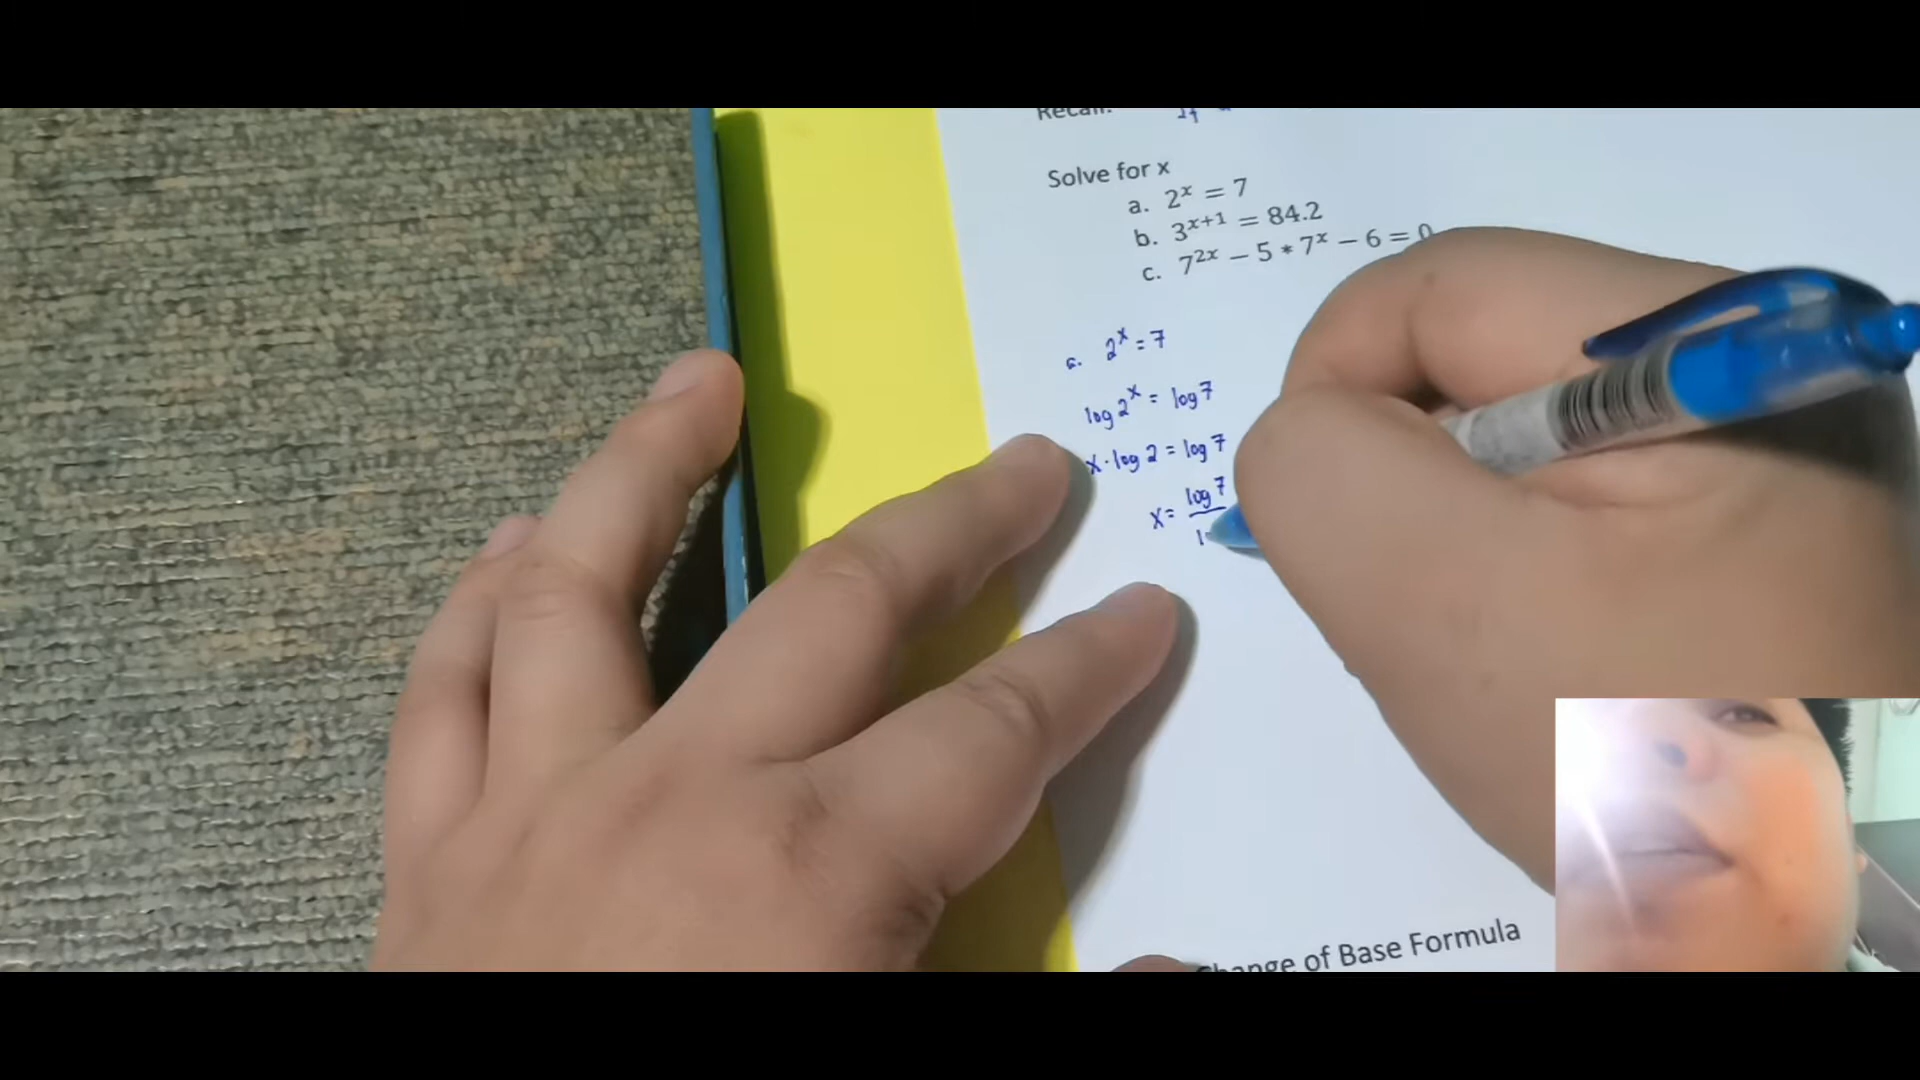 Recall:
Solve for x
a. 2^x = 7
b. 3^{x+1} = 84.2
c. 7^{2x} − 5 * 7^x − 6 = 0
a. 2^x = 7
log 2^x = log 7
x · log 2 = log 7
x = log 7 / l
Change of Base Formula